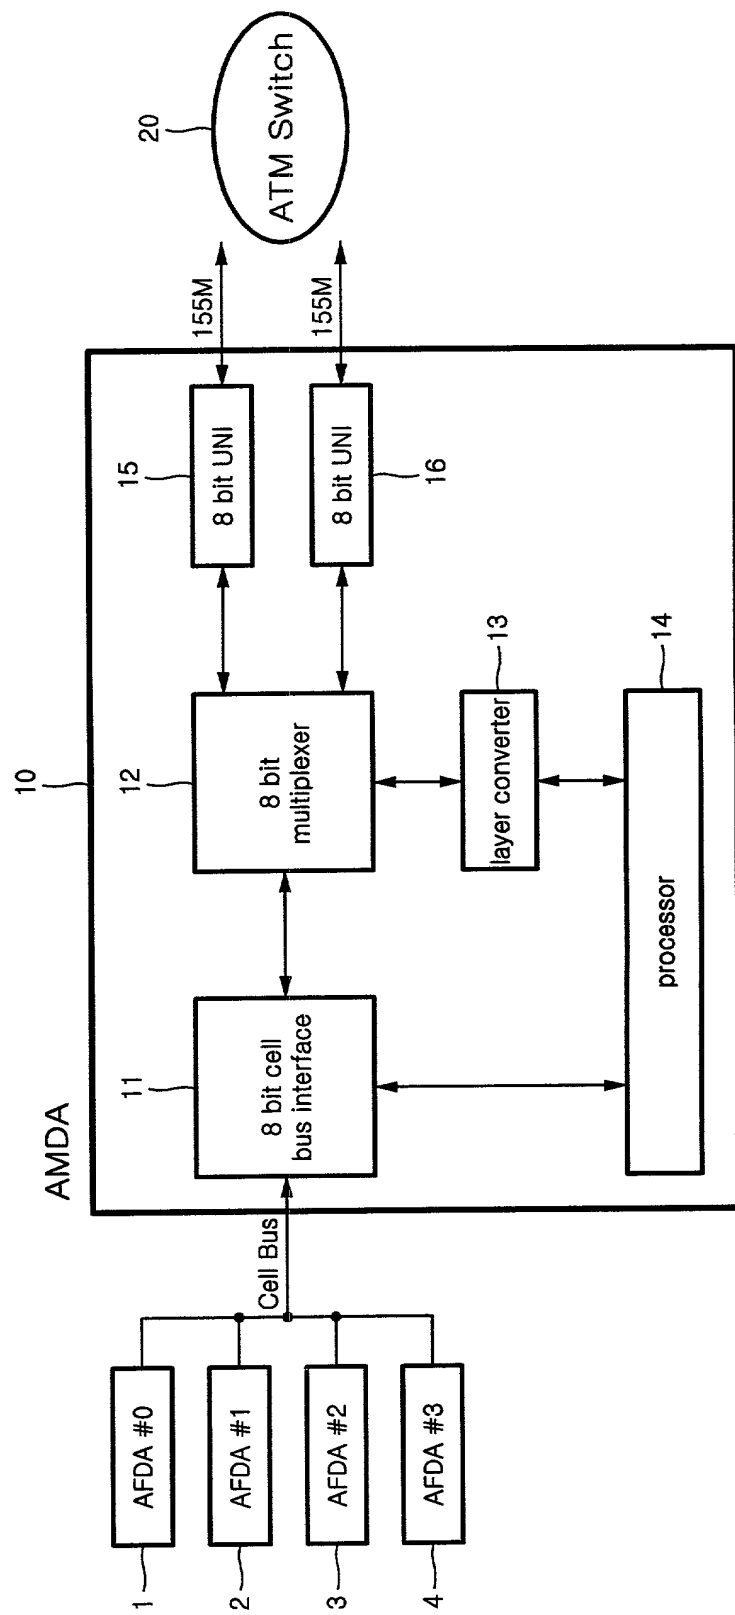 AMDA
10
20
ATM Switch
1
AFDA #0
2
AFDA #1
3
AFDA #2
4
AFDA #3
Cell Bus
11
8 bit cell
bus interface
12
8 bit
multiplexer
15
8 bit UNI
155M
8 bit UNI
16
155M
layer converter
13
processor
14